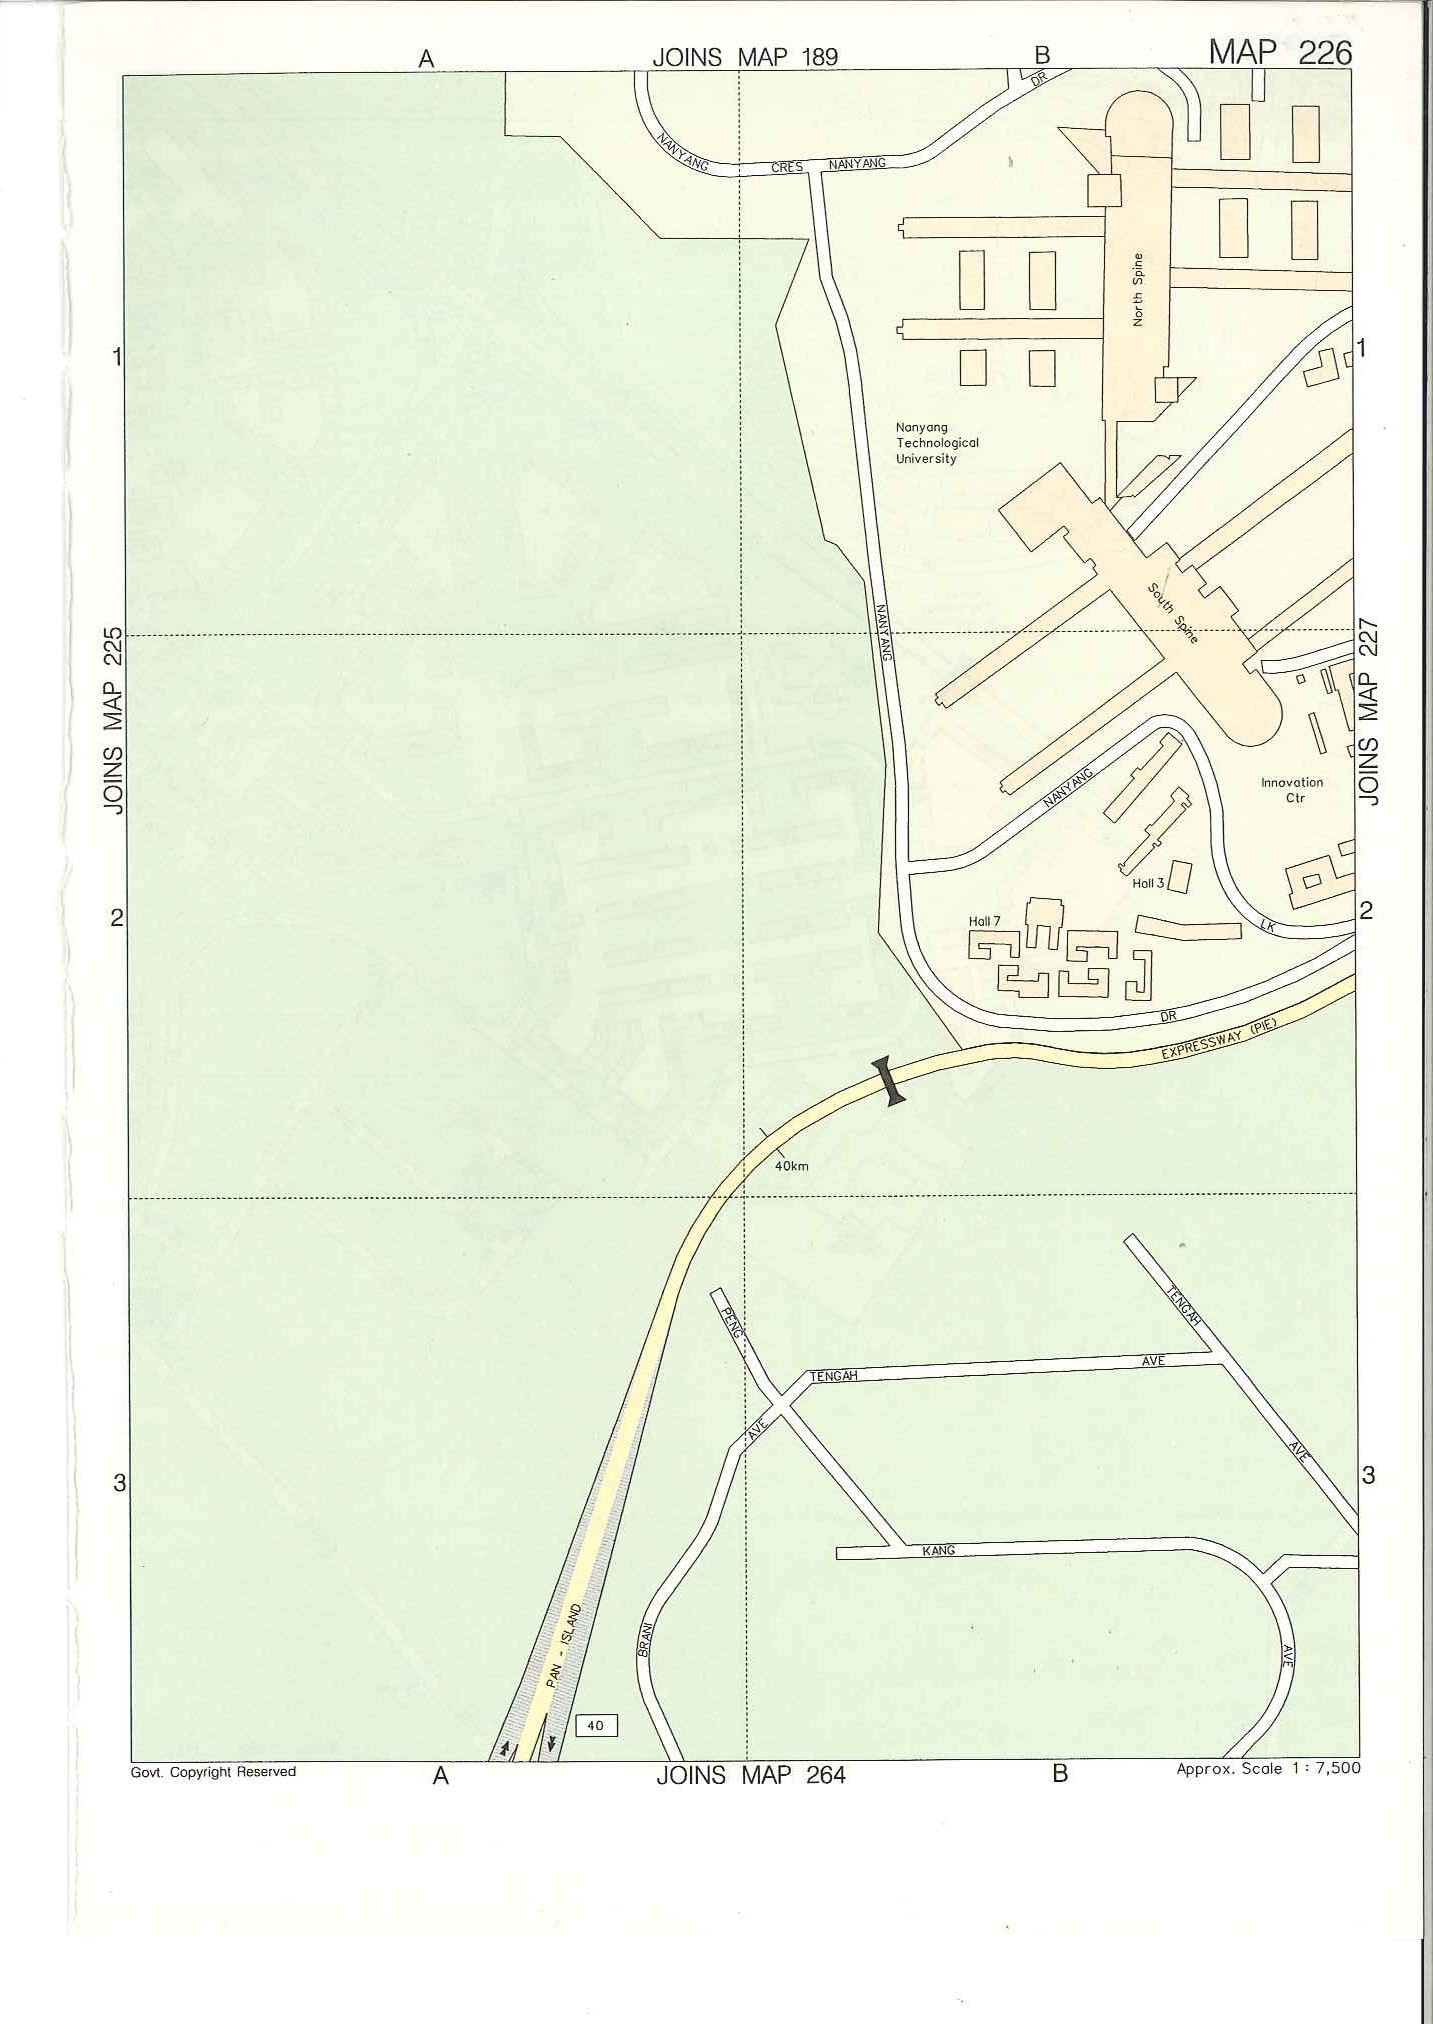 A JOINS MAP 189 B MAP 226
DR
NANYANG CRES NANYANG
North Spine
1 1
Nanyang
Technological
University
South Spine
NANYANG
JOINS MAP 225
JOINS MAP 227
NANYANG
Innovation
Ctr
Hall 3
2 2
Hall 7
LK
DR
EXPRESSWAY (PIE)
40km
PENG
TENGAH
TENGAH AVE
AVE
AVE
3 3
KANG
PAN - ISLAND
BRANI
AVE
40
Govt. Copyright Reserved A JOINS MAP 264 B Approx. Scale 1 : 7,500